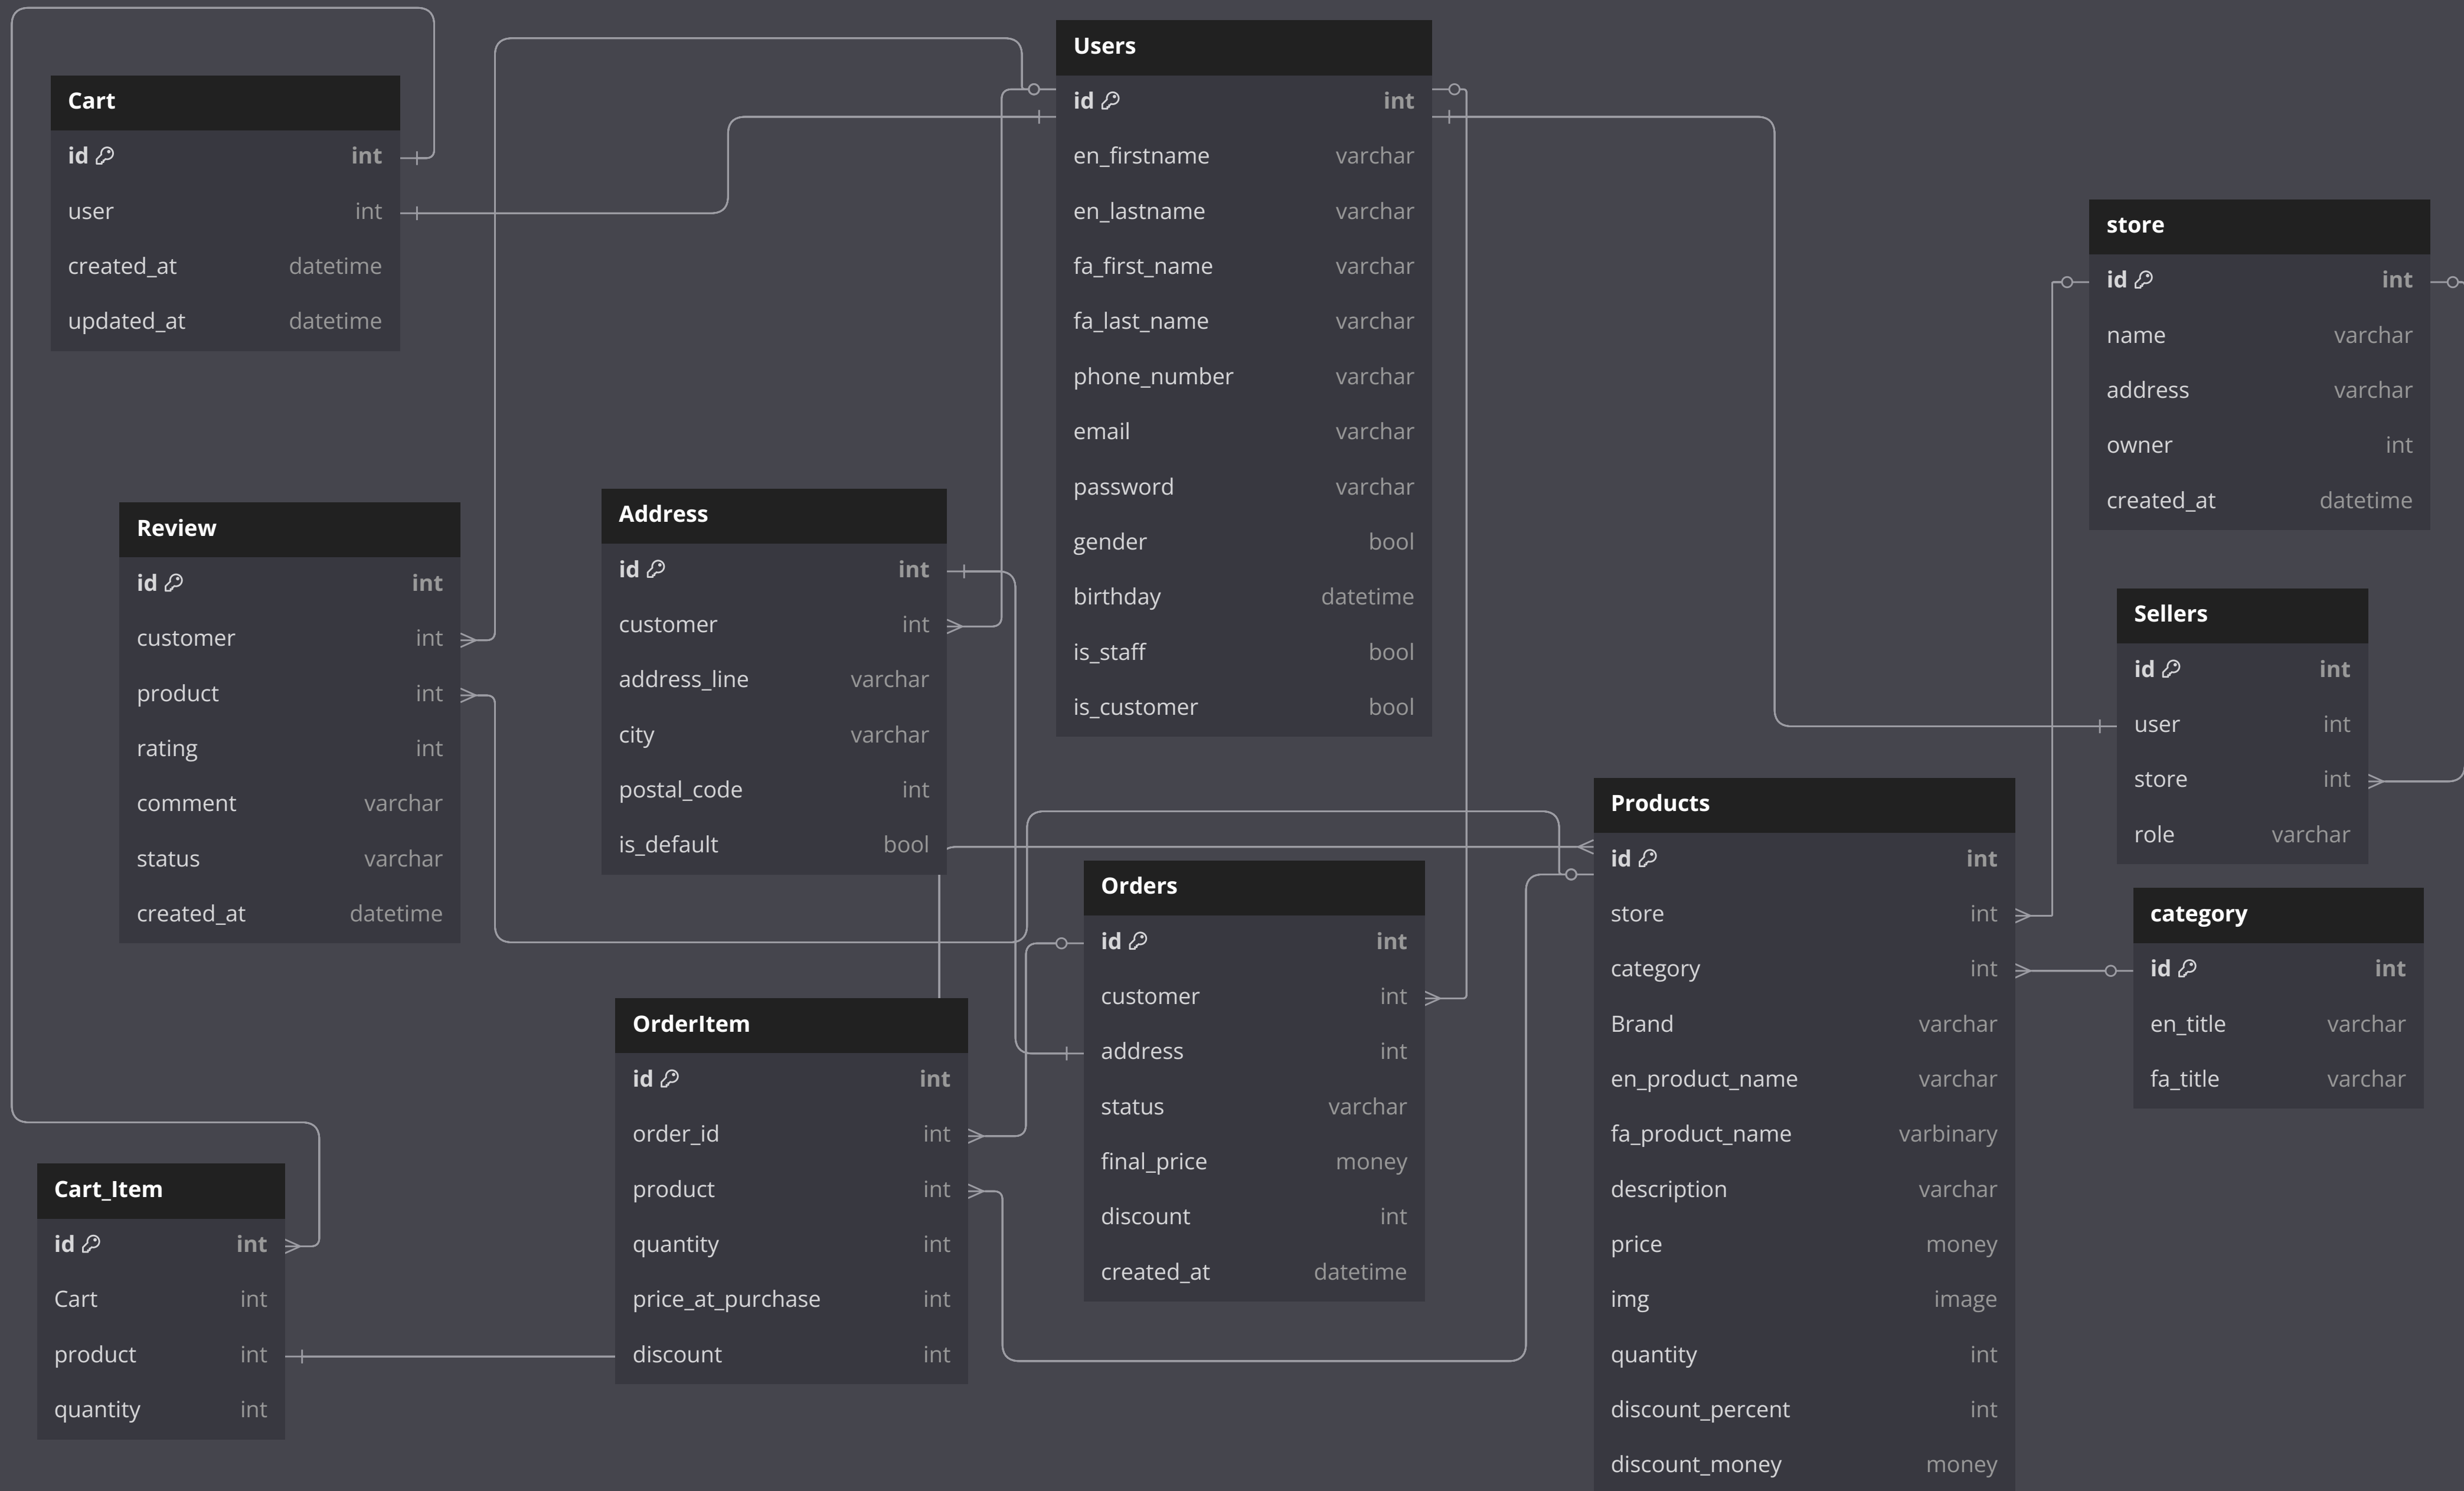 Cart
id int
user int
created_at datetime
updated_at datetime
Users
id int
en_firstname varchar
en_lastname varchar
fa_first_name varchar
fa_last_name varchar
phone_number varchar
email varchar
password varchar
gender bool
birthday datetime
is_staff bool
is_customer bool
store
id int
name varchar
address varchar
owner int
created_at datetime
Review
id int
customer int
product int
rating int
comment varchar
status varchar
created_at datetime
Address
id int
customer int
address_line varchar
city varchar
postal_code int
is_default bool
Sellers
id int
user int
store int
role varchar
Products
id int
store int
category int
Brand varchar
en_product_name varchar
fa_product_name varbinary
description varchar
price money
img image
quantity int
discount_percent int
discount_money money
Orders
id int
customer int
address int
status varchar
final_price money
discount int
created_at datetime
category
id int
en_title varchar
fa_title varchar
OrderItem
id int
order_id int
product int
quantity int
price_at_purchase int
discount int
Cart_Item
id int
Cart int
product int
quantity int